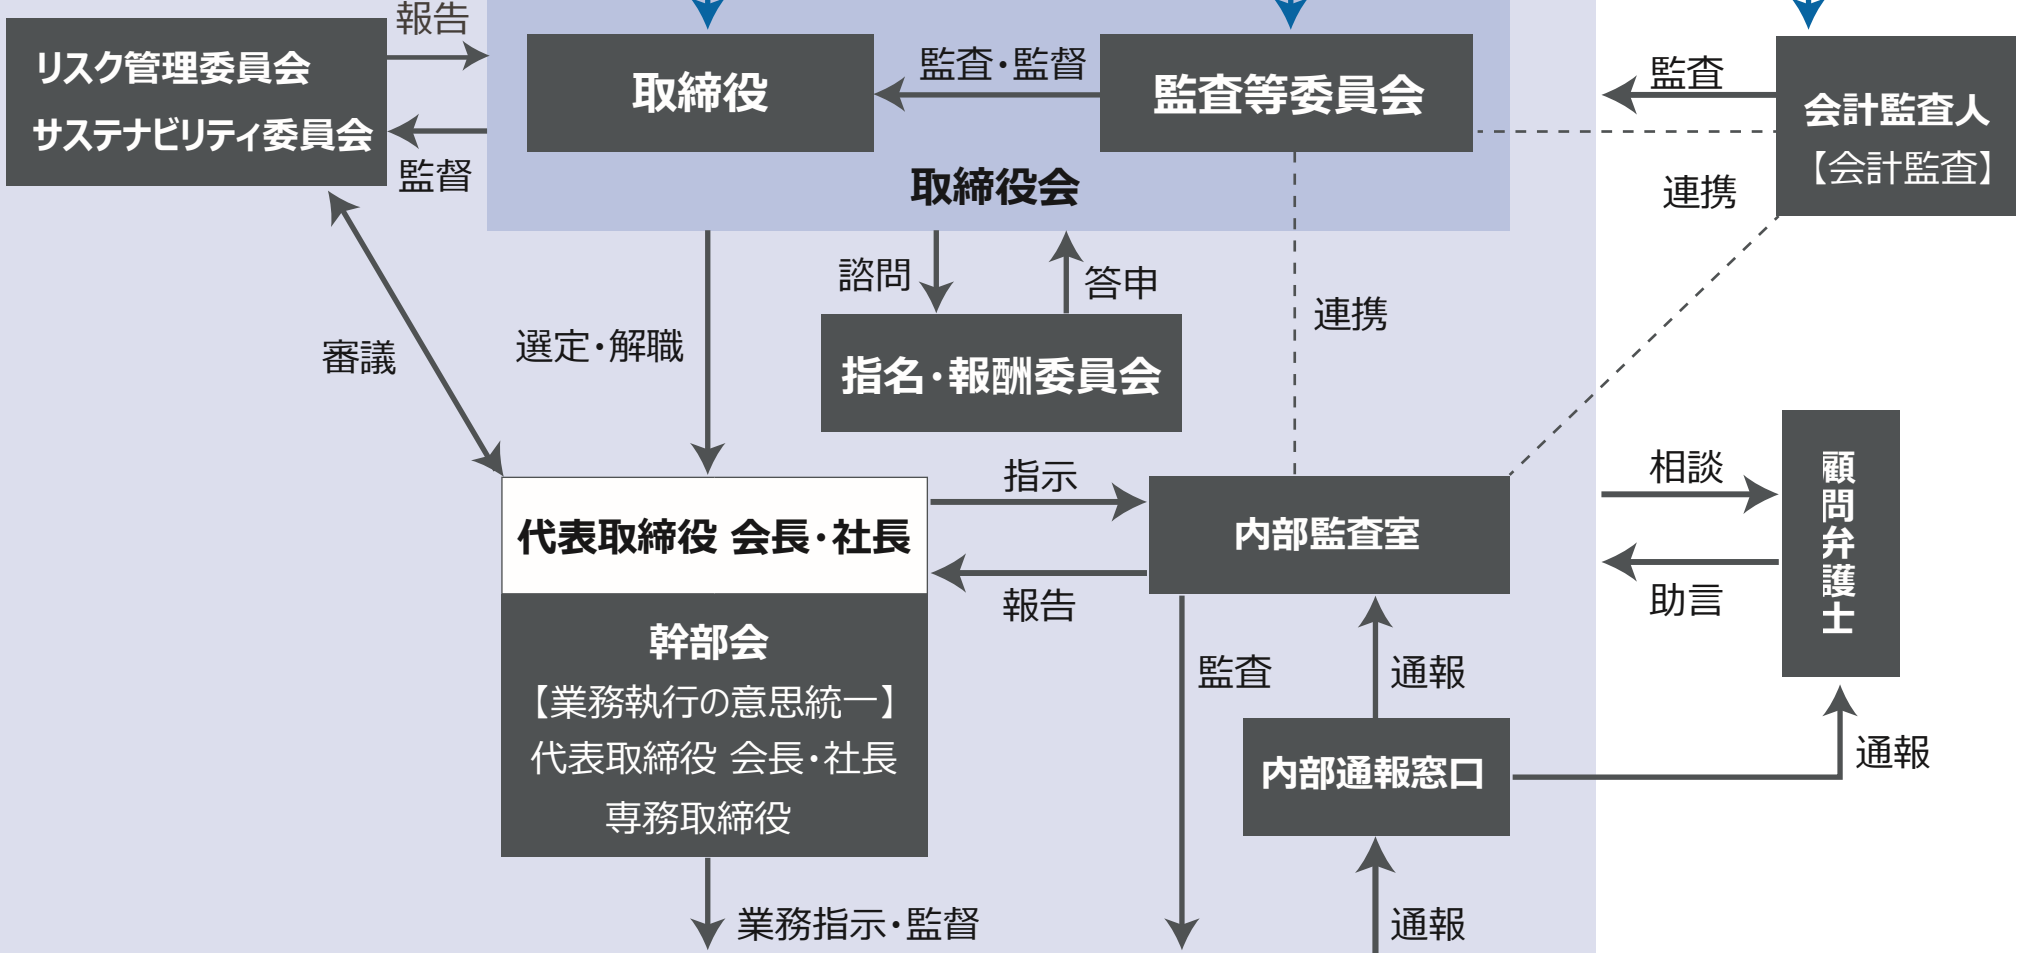 報告
リスク管理委員会
サステナビリティ委員会
監督
取締役
監査・監督
監査等委員会
取締役会
監査
会計監査人
【会計監査】
連携
諮問
答申
連携
審議
選定・解職
指名・報酬委員会
代表取締役 会長・社長
指示
報告
内部監査室
相談
助言
顧問弁護士
幹部会
【業務執行の意思統一】
代表取締役 会長・社長
専務取締役
監査
通報
内部通報窓口
通報
業務指示・監督
通報